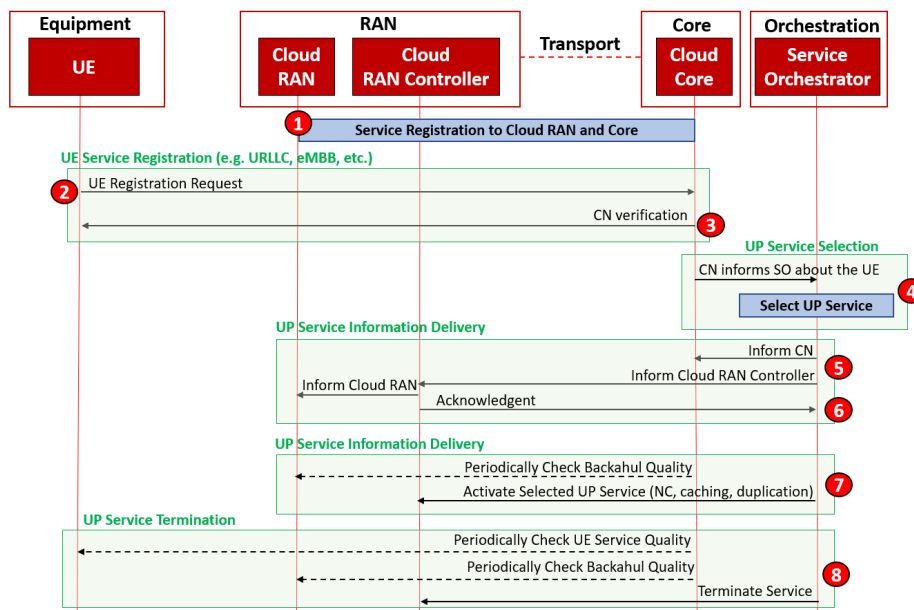 Equipment
RAN
Core
Orchestration
UE
Cloud
RAN
Cloud
RAN Controller
Transport
Cloud
Core
Service
Orchestrator
1
Service Registration to Cloud RAN and Core
UE Service Registration (e.g. URLLC, eMBB, etc.)
2
UE Registration Request
CN verification
3
UP Service Selection
CN informs SO about the UE
4
Select UP Service
UP Service Information Delivery
Inform CN
5
Inform Cloud RAN Controller
Inform Cloud RAN
Acknowledgent
6
UP Service Information Delivery
Periodically Check Backahul Quality
7
Activate Selected UP Service (NC, caching, duplication)
UP Service Termination
Periodically Check UE Service Quality
Periodically Check Backahul Quality
8
Terminate Service